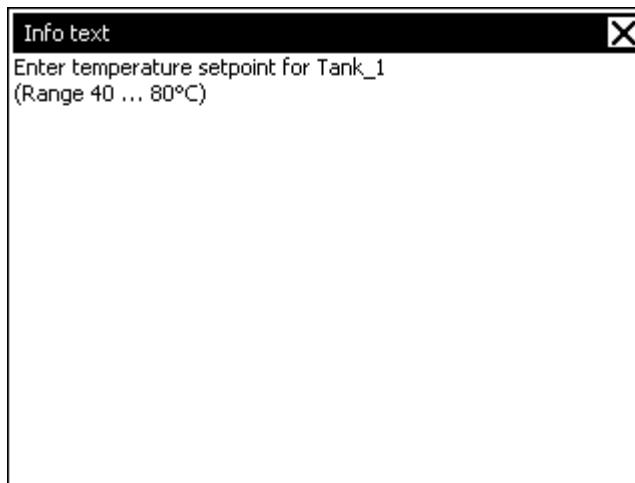 Info text
Enter temperature setpoint for Tank_1
(Range 40 ... 80°C)